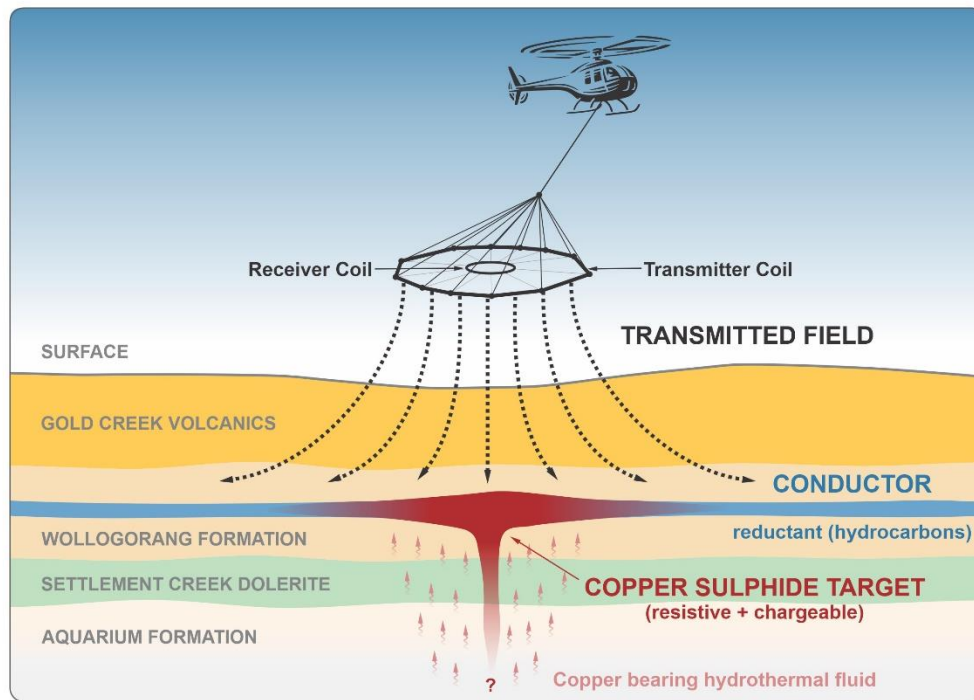 Receiver Coil
Transmitter Coil
TRANSMITTED FIELD
SURFACE
GOLD CREEK VOLCANICS
CONDUCTOR
reductant (hydrocarbons)
WOLLOGORANG FORMATION
SETTLEMENT CREEK DOLERITE
COPPER SULPHIDE TARGET
(resistive + chargeable)
AQUARIUM FORMATION
?
Copper bearing hydrothermal fluid